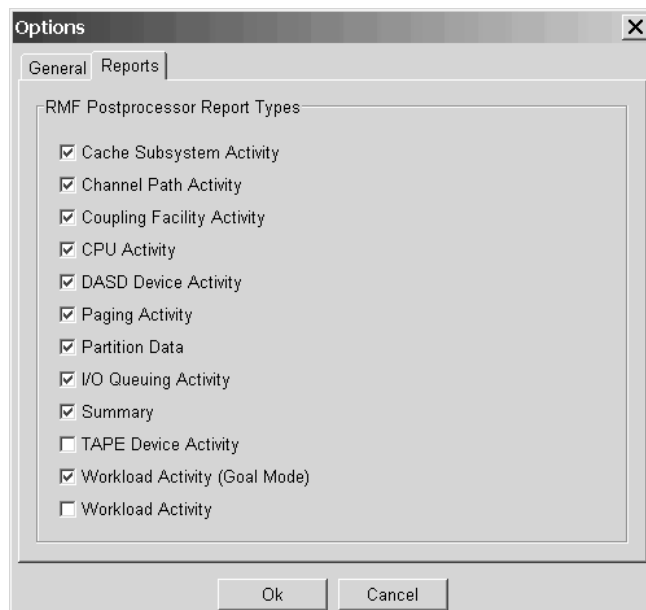 Options
General Reports
RMF Postprocessor Report Types
Cache Subsystem Activity
Channel Path Activity
Coupling Facility Activity
CPU Activity
DASD Device Activity
Paging Activity
Partition Data
I/O Queuing Activity
Summary
TAPE Device Activity
Workload Activity (Goal Mode)
Workload Activity
Ok Cancel